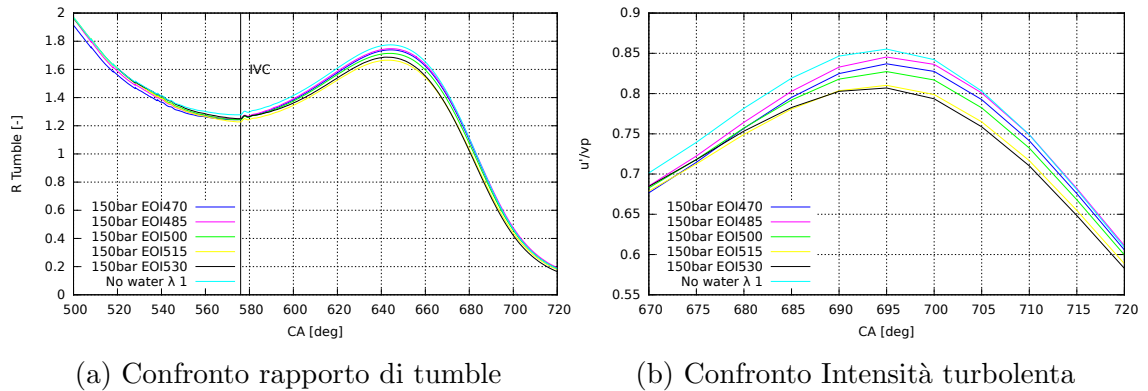 2
1.8
1.6
1.4
1.2
1
0.8
0.6
0.4
0.2
0
R Tumble [-]
IVC
150bar EOI470
150bar EOI485
150bar EOI500
150bar EOI515
150bar EOI530
No water λ 1
500 520 540 560 580 600 620 640 660 680 700 720
CA [deg]
(a) Confronto rapporto di tumble
0.9
0.85
0.8
0.75
0.7
0.65
0.6
0.55
u'/vp
150bar EOI470
150bar EOI485
150bar EOI500
150bar EOI515
150bar EOI530
No water λ 1
670 675 680 685 690 695 700 705 710 715 720
CA [deg]
(b) Confronto Intensità turbolenta